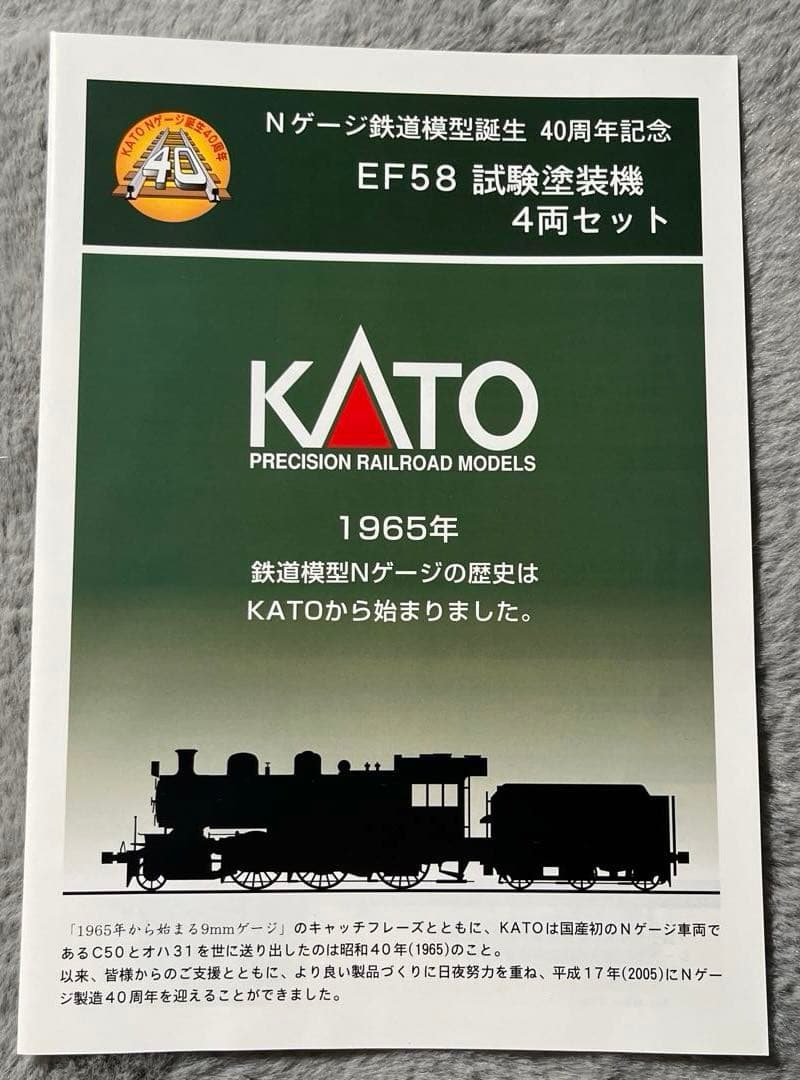 KATO Nゲージ誕生40周年
40
Nゲージ鉄道模型誕生 40周年記念
EF58 試験塗装機
4両セット
KATO
PRECISION RAILROAD MODELS
1965年
鉄道模型Nゲージの歴史は
KATOから始まりました。
「1965年から始まる9mmゲージ」のキャッチフレーズとともに、KATOは国産初のNゲージ車両で
あるC50とオハ31を世に送り出したのは昭和40年(1965)のこと。
以来、皆様からのご支援とともに、より良い製品づくりに日夜努力を重ね、平成17年(2005)にNゲー
ジ製造40周年を迎えることができました。